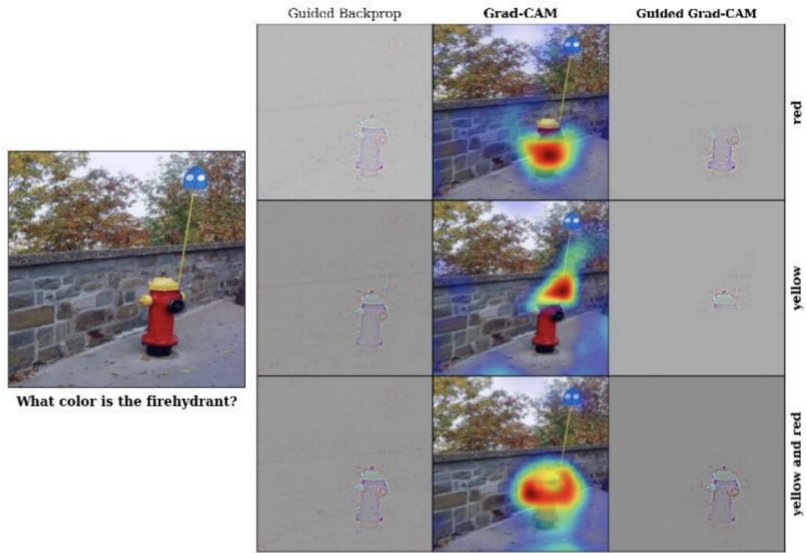 Guided Backprop
Grad-CAM
Guided Grad-CAM
red
What color is the firehydrant?
yellow
yellow and red